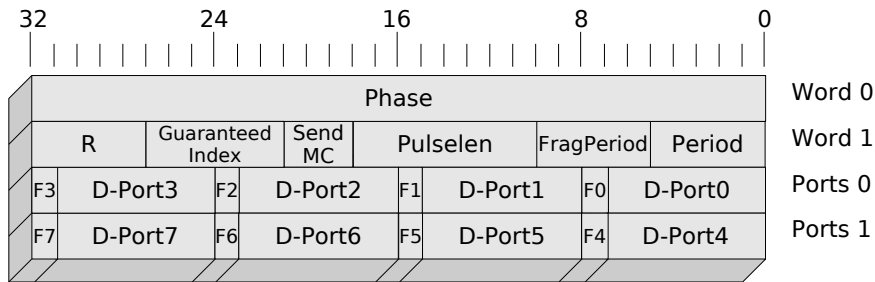 32 24 16 8 0
Phase Word 0
R Guaranteed Index Send MC Pulselen FragPeriod Period Word 1
F3 D-Port3 F2 D-Port2 F1 D-Port1 F0 D-Port0 Ports 0
F7 D-Port7 F6 D-Port6 F5 D-Port5 F4 D-Port4 Ports 1